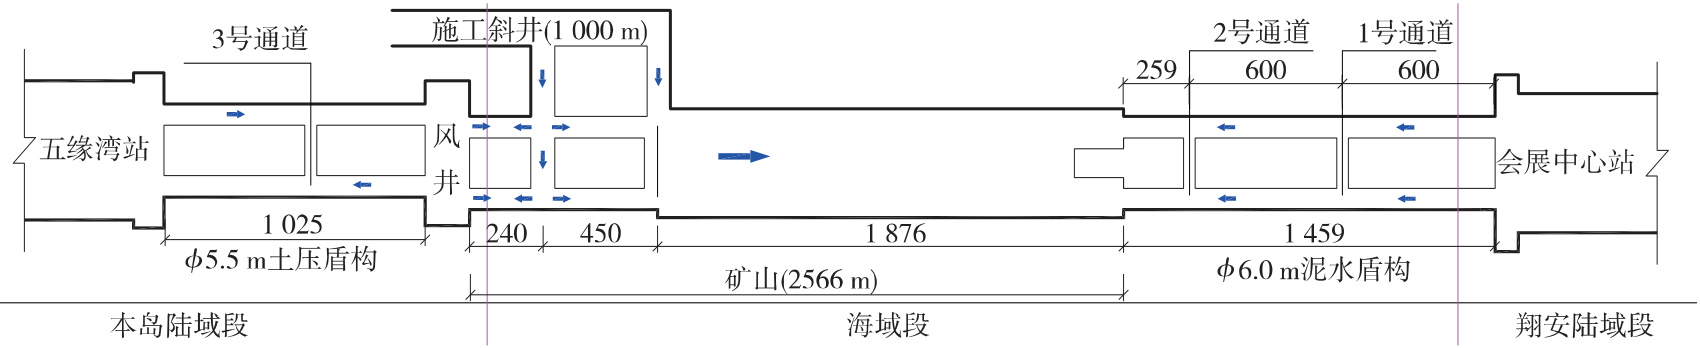 施工斜井(1 000 m)
3号通道
2号通道
1号通道
259
600
600
五缘湾站
风井
会展中心站
1 025
240
450
1 876
1 459
ϕ5.5 m土压盾构
ϕ6.0 m泥水盾构
矿山(2566 m)
本岛陆域段
海域段
翔安陆域段